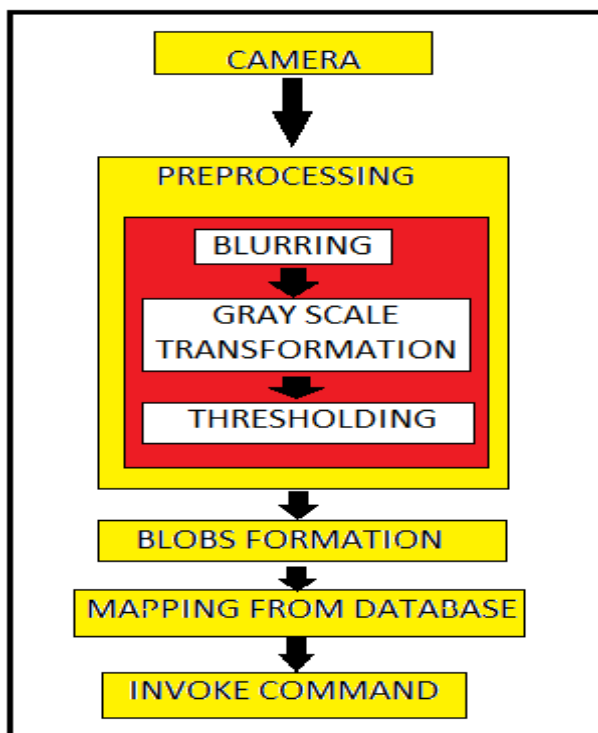 CAMERA
PREPROCESSING
BLURRING
GRAY SCALE
TRANSFORMATION
THRESHOLDING
BLOBS FORMATION
MAPPING FROM DATABASE
INVOKE COMMAND